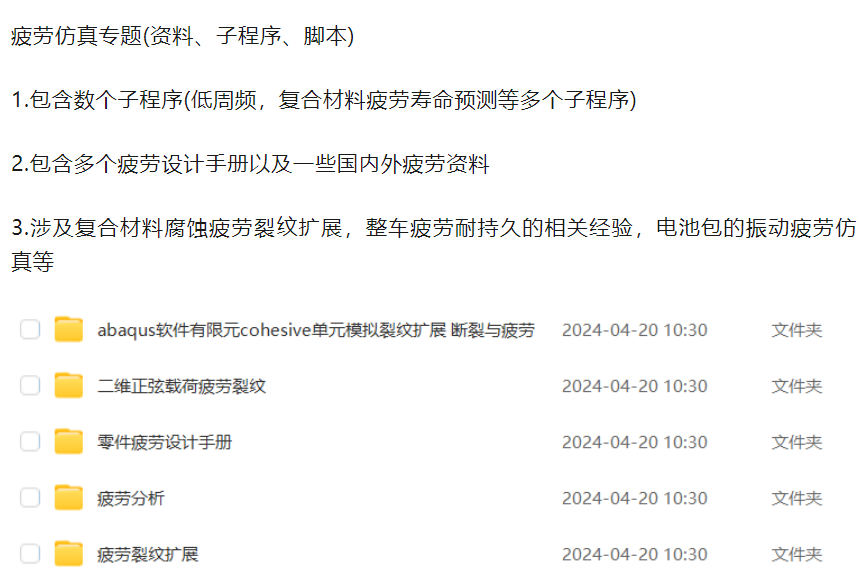 疲劳仿真专题(资料、子程序、脚本)
1.包含数个子程序(低周频，复合材料疲劳寿命预测等多个子程序)
2.包含多个疲劳设计手册以及一些国内外疲劳资料
3.涉及复合材料腐蚀疲劳裂纹扩展，整车疲劳耐持久的相关经验，电池包的振动疲劳仿
真等
abaqus软件有限元cohesive单元模拟裂纹扩展 断裂与疲劳 2024-04-20 10:30 文件夹
二维正弦载荷疲劳裂纹 2024-04-20 10:30 文件夹
零件疲劳设计手册 2024-04-20 10:30 文件夹
疲劳分析 2024-04-20 10:30 文件夹
疲劳裂纹扩展 2024-04-20 10:30 文件夹